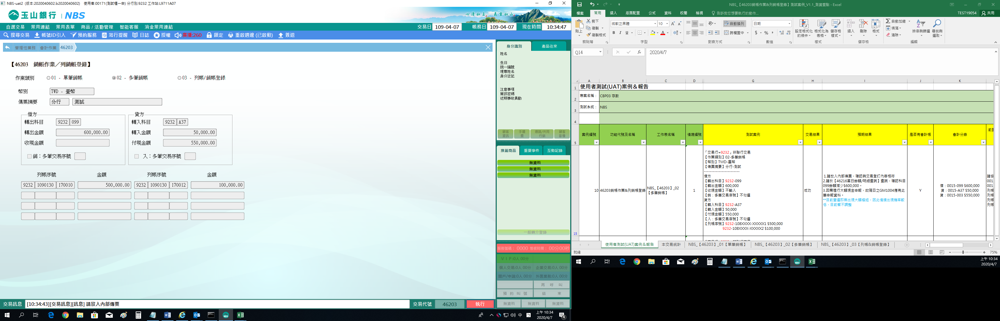 NBS-uat2 (版本:2020040602.b2020040602) 使用者:00171(測試櫃一幸) 分行別:9232 工作站:L9711A07
玉山銀行 | NBS
心清如玉 義重如山
自選交易 常用連結 常用表單 商品 / 活動管理 智能客服 消金常用連結
交易日 109-04-07 帳務日 109-04-07 現在時間 10:34:47
搜尋交易 帳號ID引入 預約服務 蒞行提醒 日誌 授權 廣播:260 鎖定 重啟週邊 (已啟動) 簽退
管理性業務 會計作業 46203
【46203 銷帳作業／列銷帳登錄】
作業類別 01 - 單筆銷帳 02 - 多筆銷帳 03 - 列帳/銷帳登錄
幣別 TWD - 臺幣
傳票摘要 分行 測試
借方 貸方
轉出科目 9232 099 轉入科目 9232 A37
轉出金額 600,000.00 轉入金額 50,000.00
收現金額 付現金額 550,000.00
銷：多筆交易序號 入：多筆交易序號
列帳序號 金額 列帳序號 金額
9232 1090130 170010 500,000.00 9232 1090130 170012 100,000.00
身分識別 產品往來
姓名
生日
統一編號
理專姓名
身分註記
注意事項
簡訊密碼
近期事故異動
顧客資訊 手續費 通路/共同行銷 顧客影像
推薦商品 重要事件 互動記錄
無資料
無資料
無資料
一般轉介登錄
服務號碼： 0000 等候時間： 00分00秒
ＶＩＰ:0人 00分
個人交易:0人 00分 企業交易:0人 00分
開戶/申請:0人 00分 外匯業務:0人 00分
再 呼 叫
預 約 叫 號 結 束
無資料 無資料 無資料
交易訊息 [10:34:43][交易訊息][訊息] 請放入內部傳票 交易代號 46203 執行
中
上午 10:34
2020/4/7
4
NBS_【46203銷帳作業&列銷帳登錄】測試案例_V1.1_測資盤點 - Excel
檔案 常用 插入 版面配置 公式 資料 校閱 檢視 告訴我您想要執行的動作... TEST19054 共用
貼上 剪下 複製 複製格式 剪貼簿
微軟正黑體 10 B I U 字型
自動換列 跨欄置中 對齊方式
日期 $ % 數值
設定格式化的條件 格式化為表格 儲存格樣式 樣式
插入 刪除 格式 儲存格
自動加總 填滿 清除 排序與篩選 尋找與選取 編輯
Q14 fx 2020/4/7
A B C D G H I J K
1 使用者測試(UAT)案例＆報告
2 專案名稱： CBP03 存款
3 測試系統： NBS
4
5 案例編號 功能代號及名稱 工作表名稱 情境編號 測試案例 交易結果 預期結果 是否有會計帳 會計分錄
15
10 46203銷帳作業&列銷帳登錄
NBS_【46203】_02
【多筆銷帳】
1
「交易行=9232」非聯行交易
【作業類別】02-多筆銷帳
【幣別】TWD-臺幣
【傳票摘要】分行-測試
------------------------
借方
【轉出科目】9232-099
【轉出金額】600,000
【收現金額】不輸入
【銷：多筆交易序號】不勾選
貸方
【轉入科目】9232-A37
【轉入金額】50,000
【付現金額】550,000
【入：多筆交易序號】不勾選
【列帳序號】9232-108XXXX-XXXXX1 $500,000
9232-108XXXX-XXXXX2 $100,000
成功
1.請放入內部傳票，確認與交易登打內容相符
2.請於【46216當日餘額/明細查詢】查詢，確認科目099餘額減少$600,000。
3.因需進行大額現金申報，故隔日之GM1004應有此筆申報資料。
**目前營運即無出現大額模組，因此情境出現機率較低，目前暫不調整
Y
借：0015-099 $600,000
貸：0015-A37 $50,000
貸：0015-003 $550,000
使用者測試(UAT)案例＆報告 本交易統計 NBS_【46203】_01【單筆銷帳】 NBS_【46203】_02【多筆銷帳】 NBS_【46203】_03【列帳&銷帳登錄】
就緒 75%
上午 10:34
2020/4/7